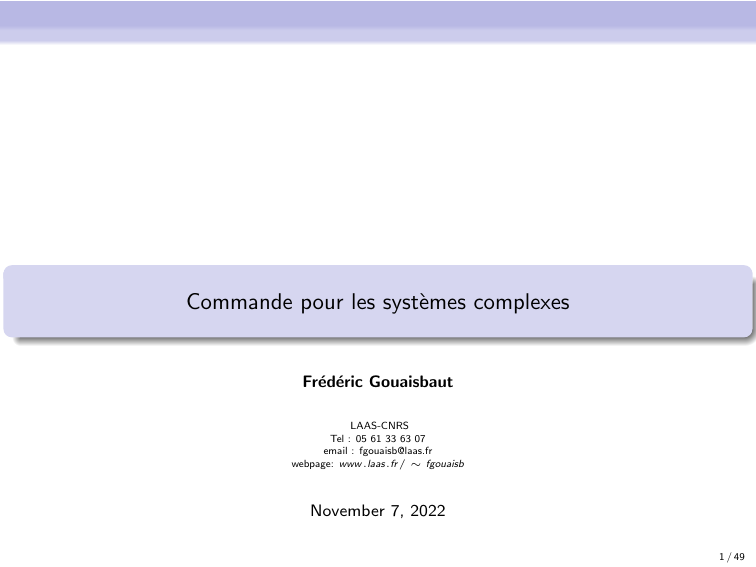 Commande pour les systèmes complexes
Frédéric Gouaisbaut
LAAS-CNRS
Tel : 05 61 33 63 07
email : fgouaisb@laas.fr
webpage: www.laas.fr/ ∼ fgouaisb
November 7, 2022
1 / 49